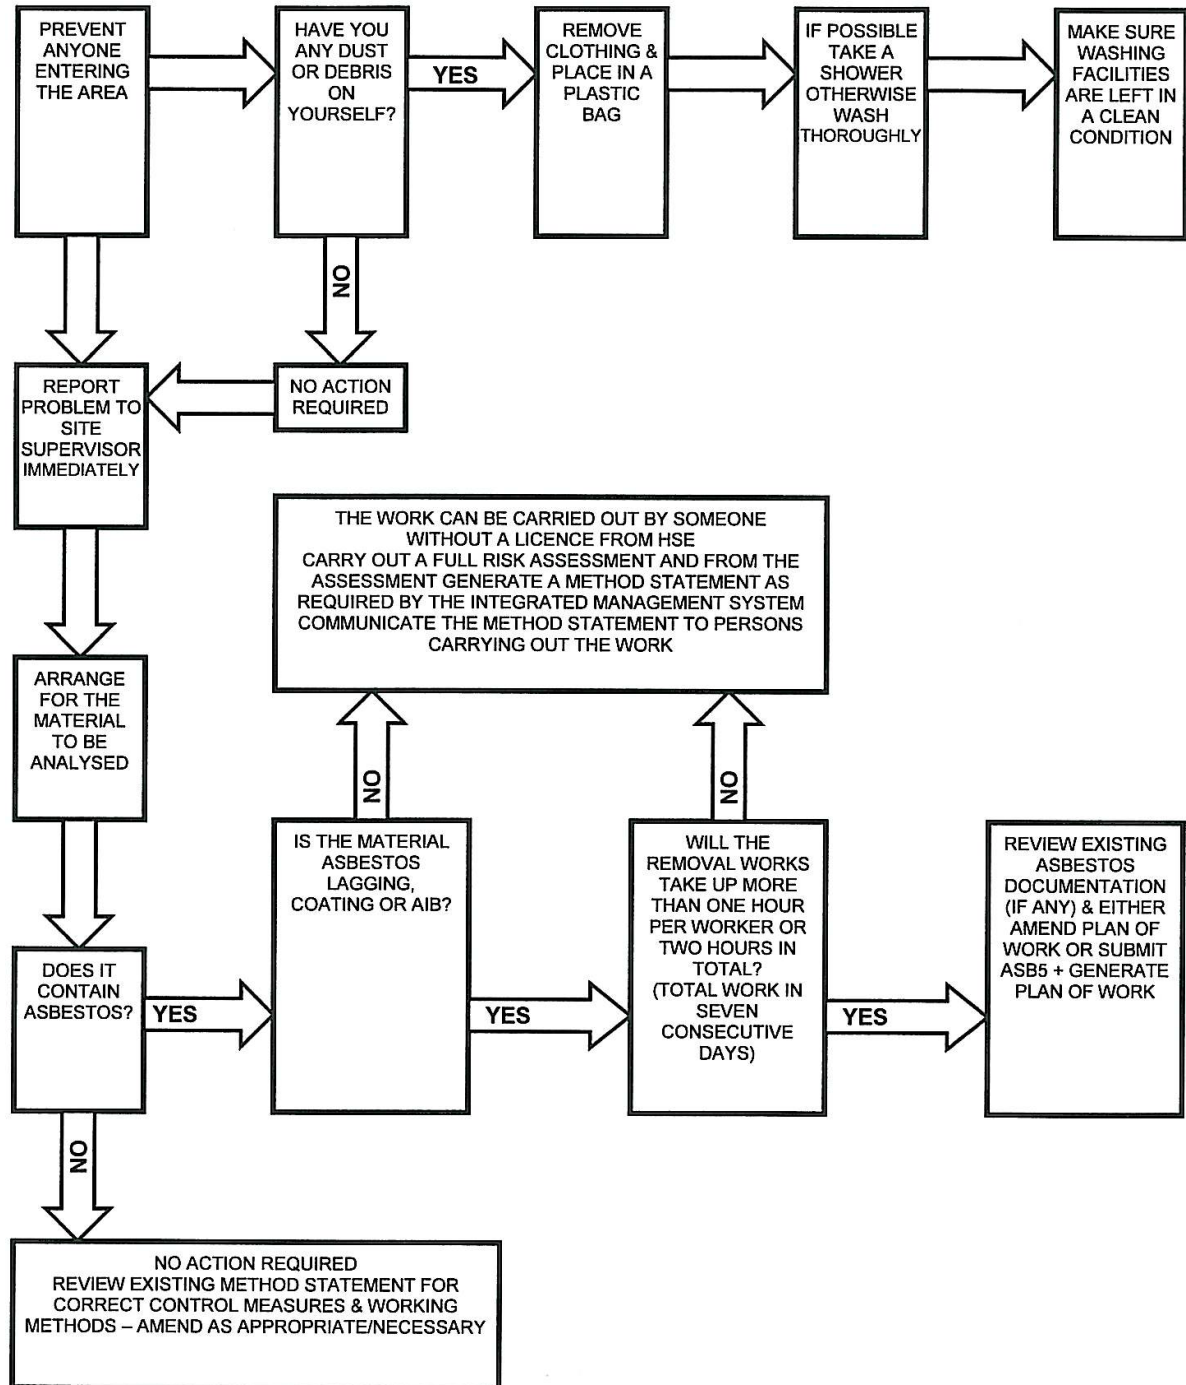 PREVENT
ANYONE
ENTERING
THE AREA
HAVE YOU
ANY DUST
OR DEBRIS
ON
YOURSELF?
YES
REMOVE
CLOTHING &
PLACE IN A
PLASTIC
BAG
IF POSSIBLE
TAKE A
SHOWER
OTHERWISE
WASH
THOROUGHLY
MAKE SURE
WASHING
FACILITIES
ARE LEFT IN
A CLEAN
CONDITION
NO
REPORT
PROBLEM TO
SITE
SUPERVISOR
IMMEDIATELY
NO ACTION
REQUIRED
THE WORK CAN BE CARRIED OUT BY SOMEONE
WITHOUT A LICENCE FROM HSE
CARRY OUT A FULL RISK ASSESSMENT AND FROM THE
ASSESSMENT GENERATE A METHOD STATEMENT AS
REQUIRED BY THE INTEGRATED MANAGEMENT SYSTEM
COMMUNICATE THE METHOD STATEMENT TO PERSONS
CARRYING OUT THE WORK
ARRANGE
FOR THE
MATERIAL
TO BE
ANALYSED
NO
NO
DOES IT
CONTAIN
ASBESTOS?
YES
IS THE MATERIAL
ASBESTOS
LAGGING,
COATING OR AIB?
YES
WILL THE
REMOVAL WORKS
TAKE UP MORE
THAN ONE HOUR
PER WORKER OR
TWO HOURS IN
TOTAL?
(TOTAL WORK IN
SEVEN
CONSECUTIVE
DAYS)
YES
REVIEW EXISTING
ASBESTOS
DOCUMENTATION
(IF ANY) & EITHER
AMEND PLAN OF
WORK OR SUBMIT
ASB5 + GENERATE
PLAN OF WORK
NO
NO ACTION REQUIRED
REVIEW EXISTING METHOD STATEMENT FOR
CORRECT CONTROL MEASURES & WORKING
METHODS – AMEND AS APPROPRIATE/NECESSARY